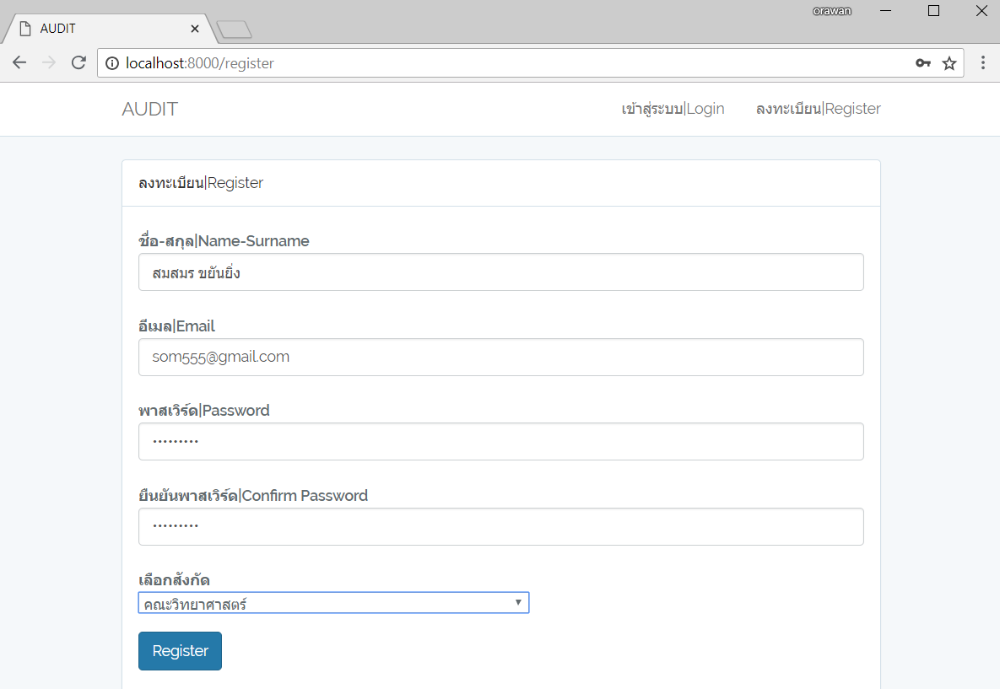 orawan
AUDIT
localhost:8000/register
AUDIT
เข้าสู่ระบบ|Login ลงทะเบียน|Register
ลงทะเบียน|Register
ชื่อ-สกุล|Name-Surname
สมสมร ขยันยิ่ง
อีเมล|Email
som555@gmail.com
พาสเวิร์ด|Password
•••••••••
ยืนยันพาสเวิร์ด|Confirm Password
•••••••••
เลือกสังกัด
คณะวิทยาศาสตร์
Register